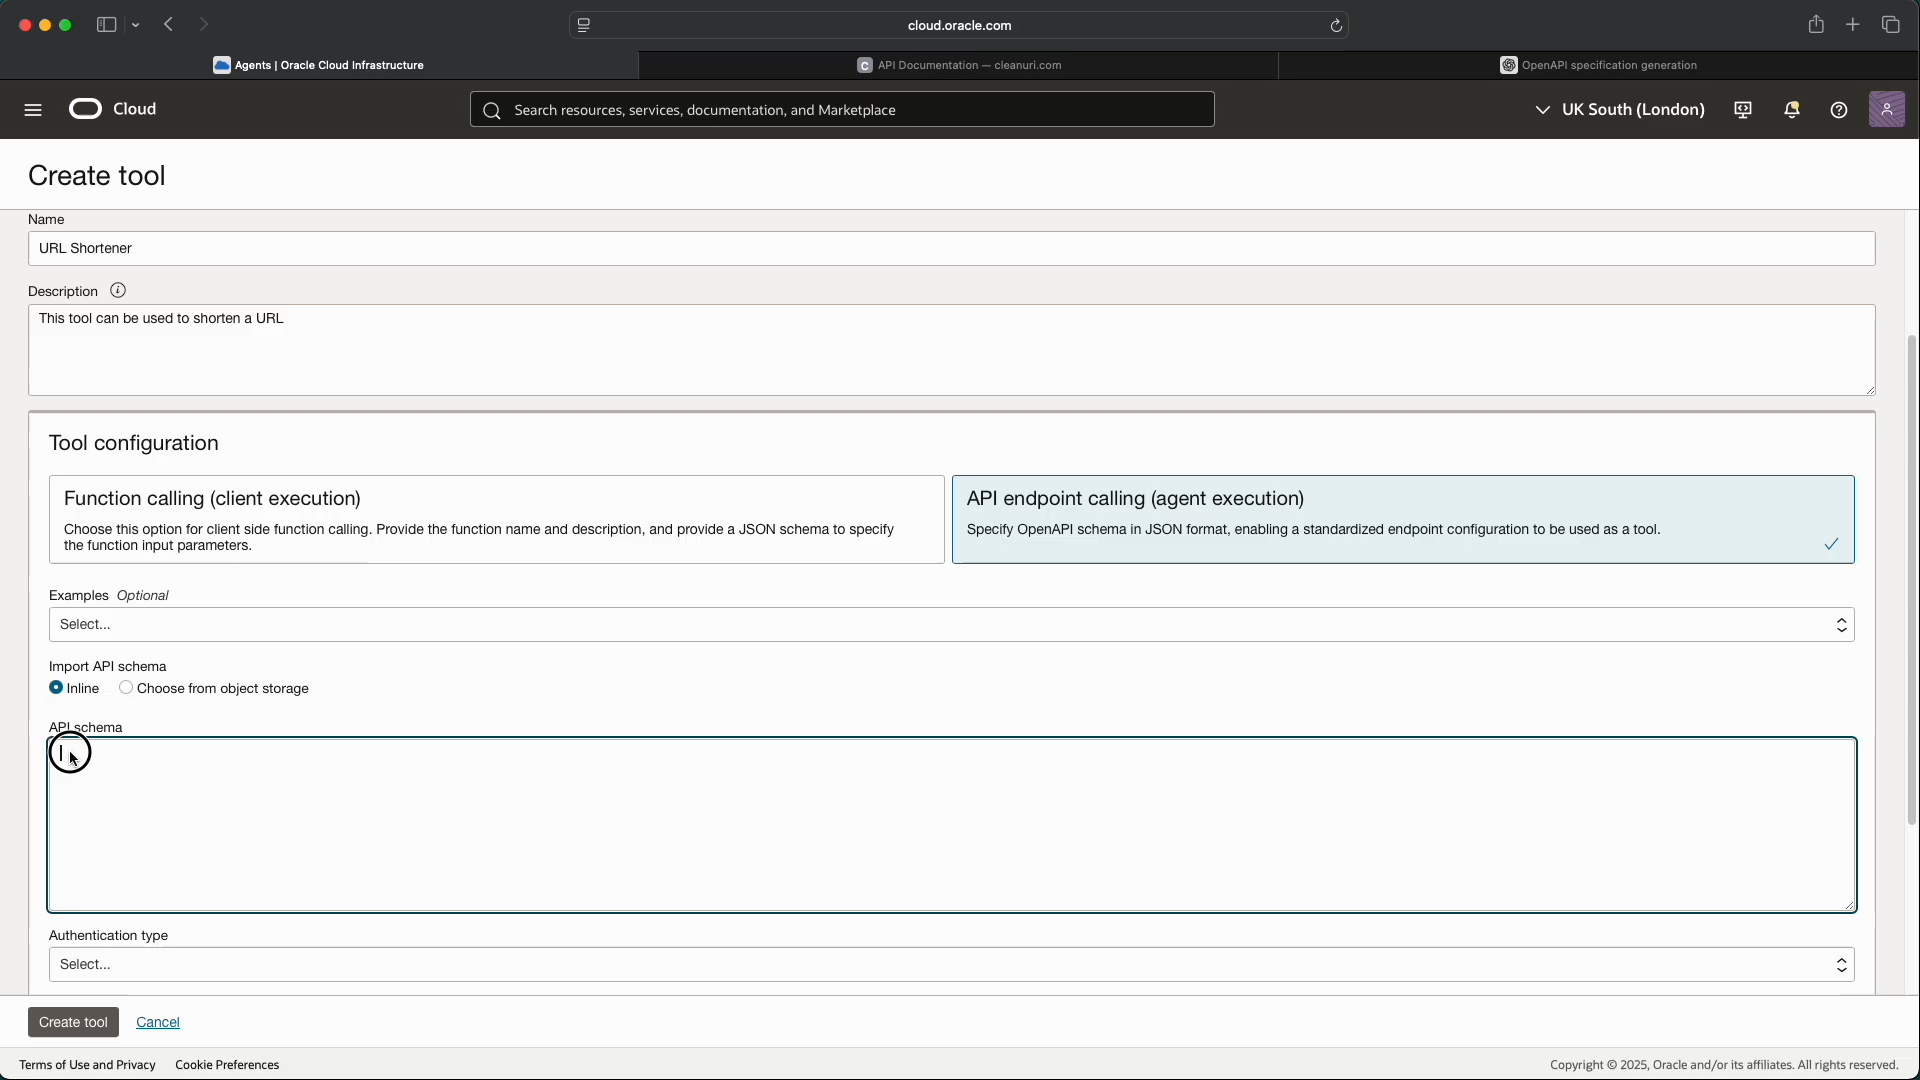 cloud.oracle.com
Agents | Oracle Cloud Infrastructure
C API Documentation — cleanuri.com
OpenAPI specification generation
Cloud
Search resources, services, documentation, and Marketplace
UK South (London)
Create tool
Name
URL Shortener
Description
This tool can be used to shorten a URL
Tool configuration
Function calling (client execution)
Choose this option for client side function calling. Provide the function name and description, and provide a JSON schema to specify
the function input parameters.
API endpoint calling (agent execution)
Specify OpenAPI schema in JSON format, enabling a standardized endpoint configuration to be used as a tool.
Examples Optional
Select...
Import API schema
Inline
Choose from object storage
API schema
Authentication type
Select...
Create tool
Cancel
Terms of Use and Privacy
Cookie Preferences
Copyright © 2025, Oracle and/or its affiliates. All rights reserved.